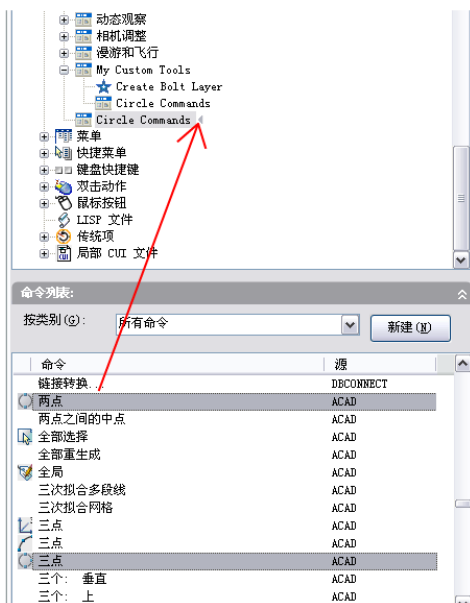 动态观察
相机调整
漫游和飞行
My Custom Tools
Create Bolt Layer
Circle Commands
Circle Commands
菜单
快捷菜单
键盘快捷键
双击动作
鼠标按钮
LISP 文件
传统项
局部 CUI 文件
命令列表:
按类别(G): 所有命令 新建(N)
命令 源
链接转换... DBCONNECT
两点 ACAD
两点之间的中点 ACAD
全部选择 ACAD
全部重生成 ACAD
全局 ACAD
三次拟合多段线 ACAD
三次拟合网格 ACAD
三点 ACAD
三点 ACAD
三点 ACAD
三个: 垂直 ACAD
三个: 上 ACAD